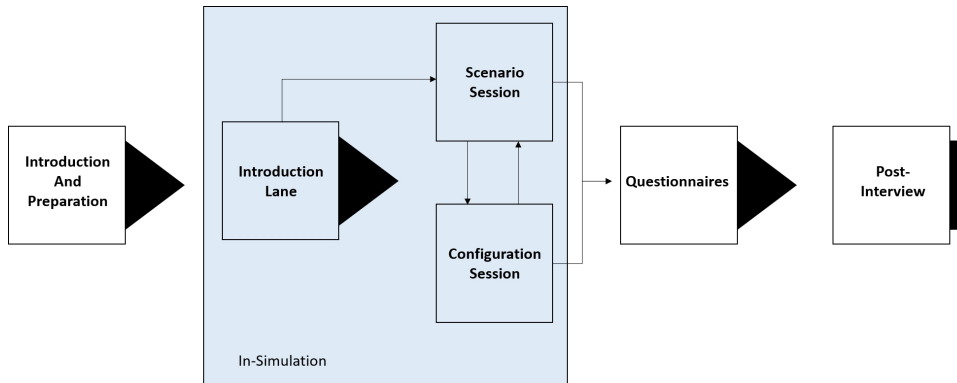 Introduction
And
Preparation
Introduction
Lane
Scenario
Session
Configuration
Session
In-Simulation
Questionnaires
Post-
Interview